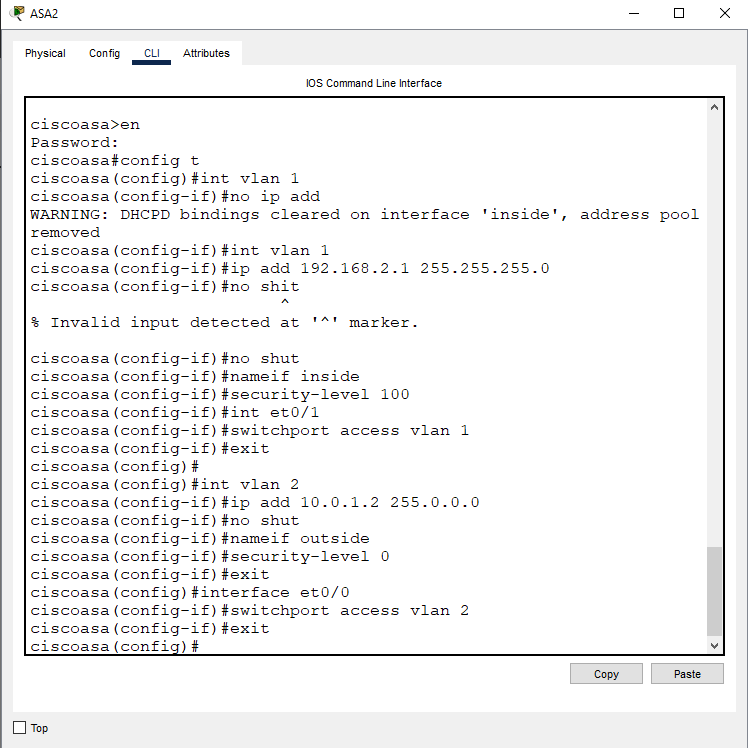 ASA2
Physical Config CLI Attributes
IOS Command Line Interface
ciscoasa>en
Password:
ciscoasa#config t
ciscoasa(config)#int vlan 1
ciscoasa(config-if)#no ip add
WARNING: DHCPD bindings cleared on interface 'inside', address pool
removed
ciscoasa(config-if)#int vlan 1
ciscoasa(config-if)#ip add 192.168.2.1 255.255.255.0
ciscoasa(config-if)#no shit
^
% Invalid input detected at '^' marker.
ciscoasa(config-if)#no shut
ciscoasa(config-if)#nameif inside
ciscoasa(config-if)#security-level 100
ciscoasa(config-if)#int et0/1
ciscoasa(config-if)#switchport access vlan 1
ciscoasa(config-if)#exit
ciscoasa(config)#
ciscoasa(config)#int vlan 2
ciscoasa(config-if)#ip add 10.0.1.2 255.0.0.0
ciscoasa(config-if)#no shut
ciscoasa(config-if)#nameif outside
ciscoasa(config-if)#security-level 0
ciscoasa(config-if)#exit
ciscoasa(config)#interface et0/0
ciscoasa(config-if)#switchport access vlan 2
ciscoasa(config-if)#exit
ciscoasa(config)#
Copy Paste
Top